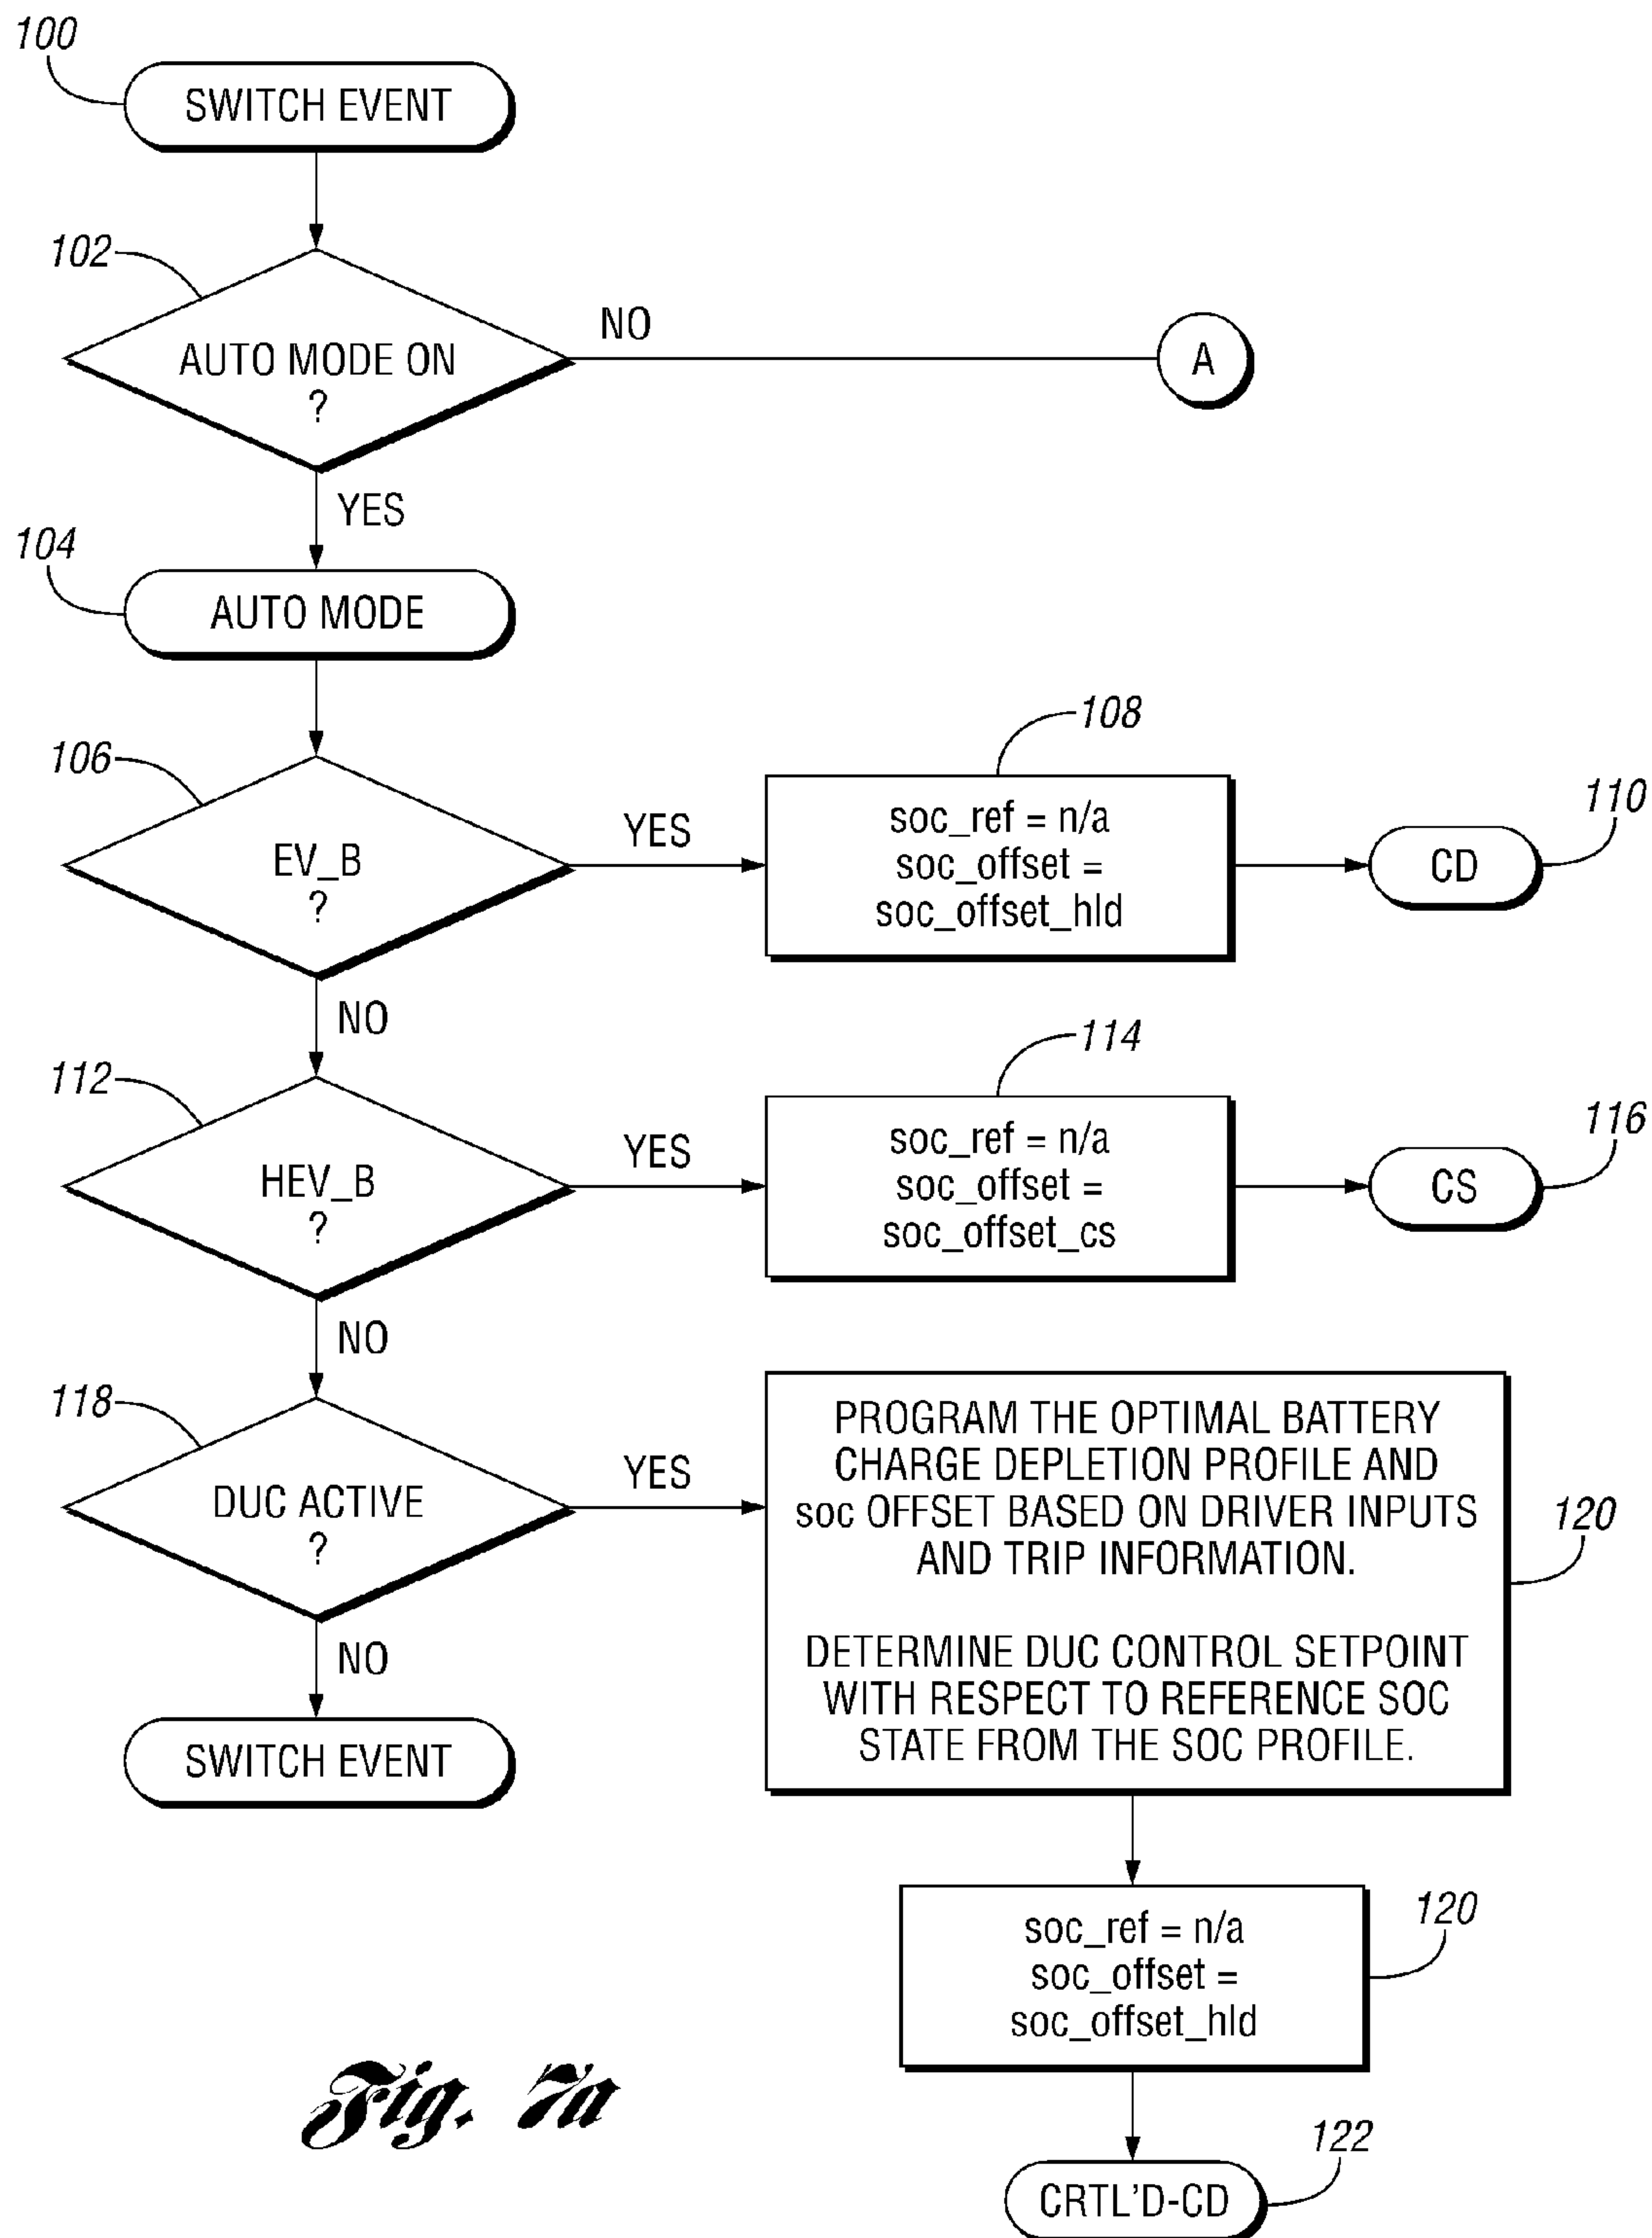 100
SWITCH EVENT
102
AUTO MODE ON
?
NO
A
YES
104
AUTO MODE
106
EV_B
?
YES
108
soc_ref = n/a
soc_offset =
soc_offset_hld
110
CD
NO
112
HEV_B
?
YES
114
soc_ref = n/a
soc_offset =
soc_offset_cs
116
CS
NO
118
DUC ACTIVE
?
YES
PROGRAM THE OPTIMAL BATTERY
CHARGE DEPLETION PROFILE AND
soc OFFSET BASED ON DRIVER INPUTS
AND TRIP INFORMATION.
DETERMINE DUC CONTROL SETPOINT
WITH RESPECT TO REFERENCE SOC
STATE FROM THE SOC PROFILE.
120
NO
SWITCH EVENT
soc_ref = n/a
soc_offset =
soc_offset_hld
120
122
CRTL'D-CD
Fig. 7a